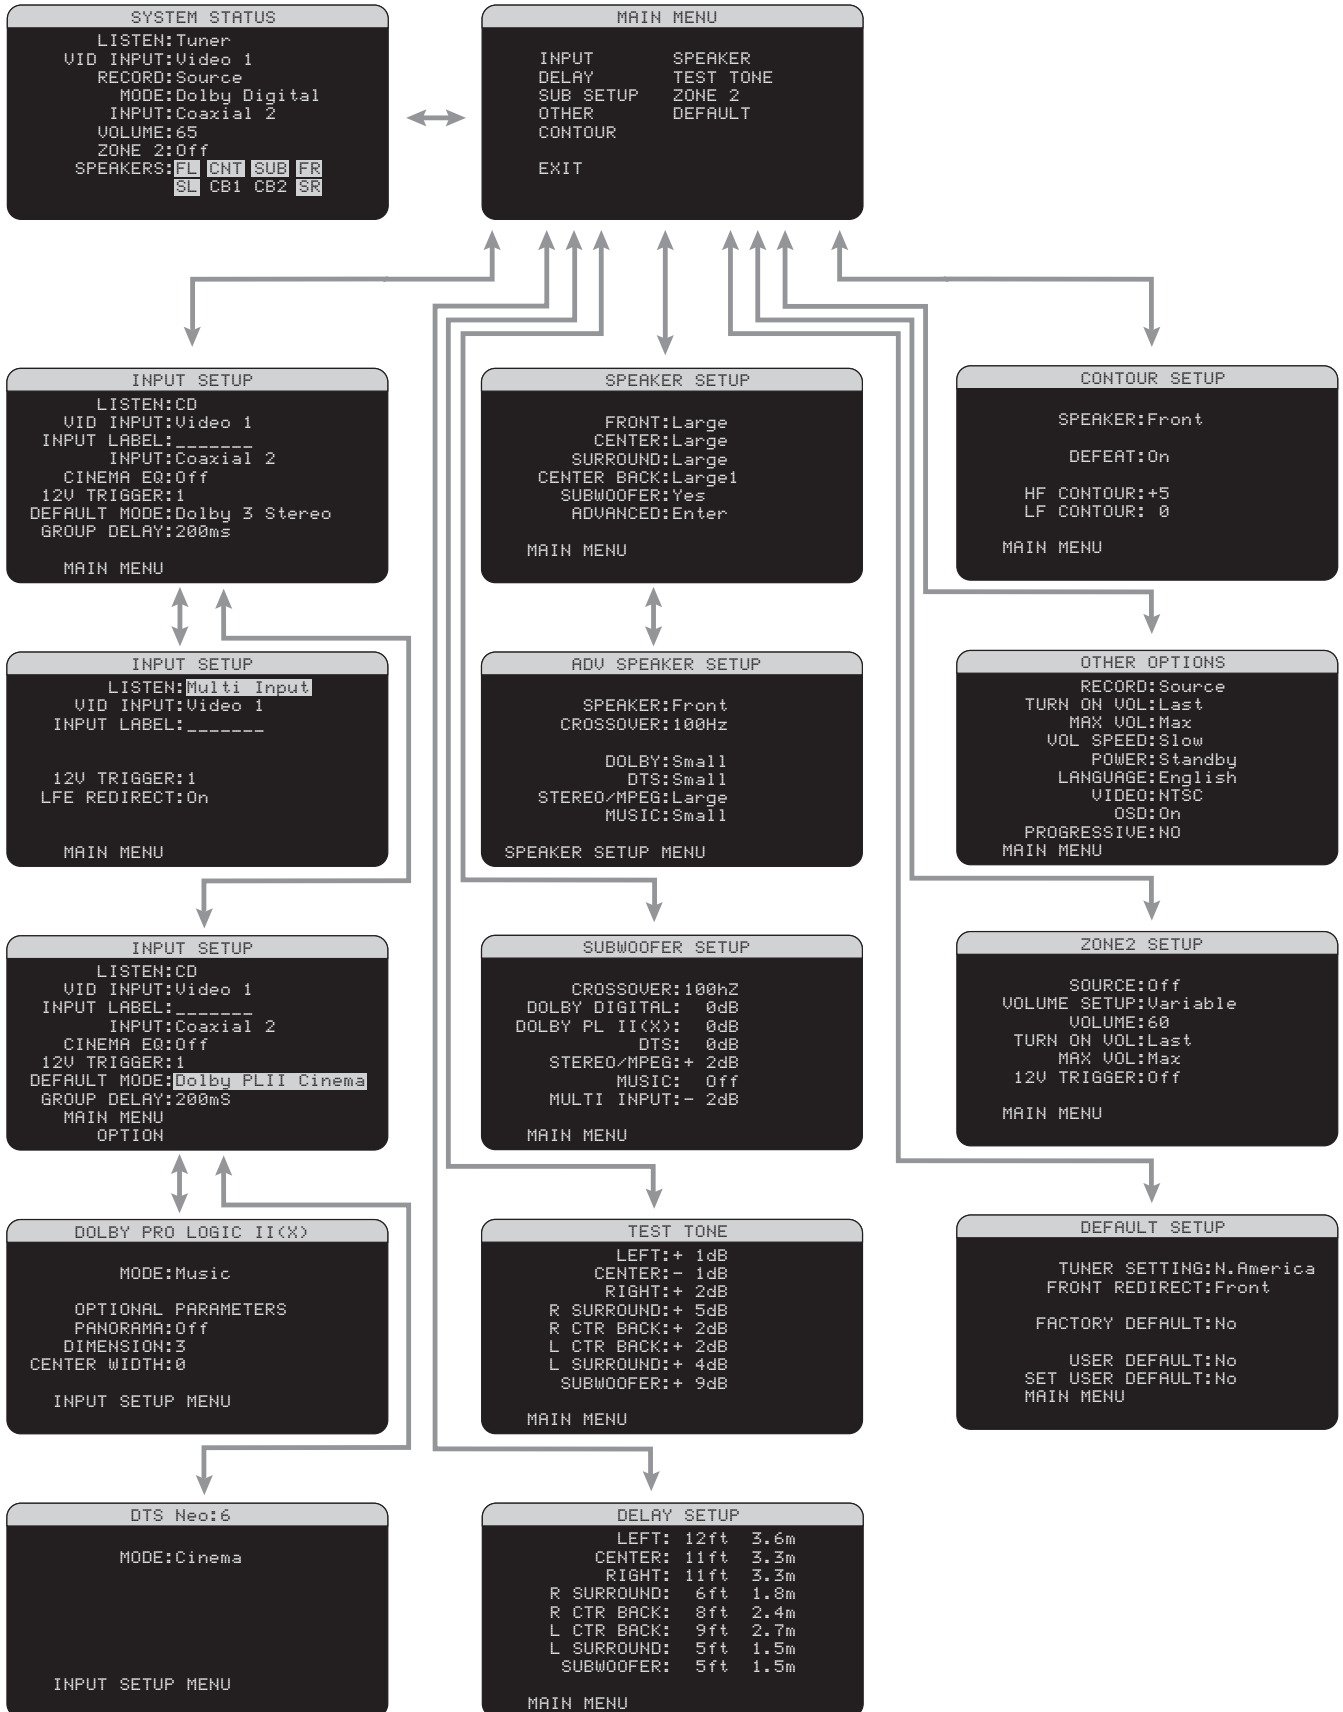 SYSTEM STATUS
LISTEN:Tuner
VID INPUT:Video 1
RECORD:Source
MODE:Dolby Digital
INPUT:Coaxial 2
VOLUME:65
ZONE 2:Off
SPEAKERS:FL CNT SUB FR
SL CB1 CB2 SR
MAIN MENU
INPUT SPEAKER
DELAY TEST TONE
SUB SETUP ZONE 2
OTHER DEFAULT
CONTOUR
EXIT
INPUT SETUP
LISTEN:CD
VID INPUT:Video 1
INPUT LABEL:_______
INPUT:Coaxial 2
CINEMA EQ:Off
12V TRIGGER:1
DEFAULT MODE:Dolby 3 Stereo
GROUP DELAY:200ms
MAIN MENU
SPEAKER SETUP
FRONT:Large
CENTER:Large
SURROUND:Large
CENTER BACK:Large1
SUBWOOFER:Yes
ADVANCED:Enter
MAIN MENU
CONTOUR SETUP
SPEAKER:Front
DEFEAT:On
HF CONTOUR:+5
LF CONTOUR: 0
MAIN MENU
INPUT SETUP
LISTEN:Multi Input
VID INPUT:Video 1
INPUT LABEL:_______
12V TRIGGER:1
LFE REDIRECT:On
MAIN MENU
ADV SPEAKER SETUP
SPEAKER:Front
CROSSOVER:100Hz
DOLBY:Small
DTS:Small
STEREO/MPEG:Large
MUSIC:Small
SPEAKER SETUP MENU
OTHER OPTIONS
RECORD:Source
TURN ON VOL:Last
MAX VOL:Max
VOL SPEED:Slow
POWER:Standby
LANGUAGE:English
VIDEO:NTSC
OSD:On
PROGRESSIVE:NO
MAIN MENU
INPUT SETUP
LISTEN:CD
VID INPUT:Video 1
INPUT LABEL:_______
INPUT:Coaxial 2
CINEMA EQ:Off
12V TRIGGER:1
DEFAULT MODE:Dolby PLII Cinema
GROUP DELAY:200mS
MAIN MENU
OPTION
SUBWOOFER SETUP
CROSSOVER:100hZ
DOLBY DIGITAL: 0dB
DOLBY PL II(X): 0dB
DTS: 0dB
STEREO/MPEG:+ 2dB
MUSIC: Off
MULTI INPUT:- 2dB
MAIN MENU
ZONE2 SETUP
SOURCE:Off
VOLUME SETUP:Variable
VOLUME:60
TURN ON VOL:Last
MAX VOL:Max
12V TRIGGER:Off
MAIN MENU
DOLBY PRO LOGIC II(X)
MODE:Music
OPTIONAL PARAMETERS
PANORAMA:Off
DIMENSION:3
CENTER WIDTH:0
INPUT SETUP MENU
TEST TONE
LEFT:+ 1dB
CENTER:- 1dB
RIGHT:+ 2dB
R SURROUND:+ 5dB
R CTR BACK:+ 2dB
L CTR BACK:+ 2dB
L SURROUND:+ 4dB
SUBWOOFER:+ 9dB
MAIN MENU
DEFAULT SETUP
TUNER SETTING:N.America
FRONT REDIRECT:Front
FACTORY DEFAULT:No
USER DEFAULT:No
SET USER DEFAULT:No
MAIN MENU
DTS Neo:6
MODE:Cinema
INPUT SETUP MENU
DELAY SETUP
LEFT: 12ft 3.6m
CENTER: 11ft 3.3m
RIGHT: 11ft 3.3m
R SURROUND: 6ft 1.8m
R CTR BACK: 8ft 2.4m
L CTR BACK: 9ft 2.7m
L SURROUND: 5ft 1.5m
SUBWOOFER: 5ft 1.5m
MAIN MENU